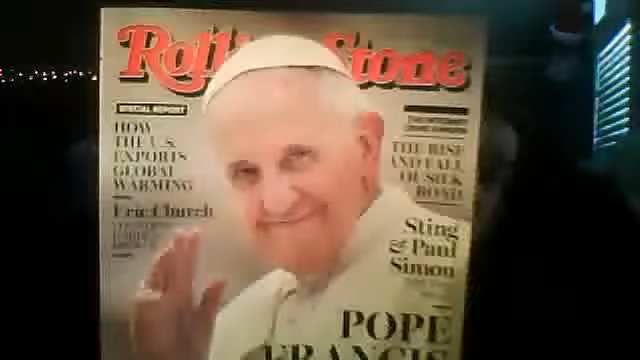 Rolling Stone
SPECIAL REPORT
HOW
THE U.S.
EXPORTS
GLOBAL
WARMING
Eric Church
THE RISE
AND FALL
OF SILK
ROAD
Sting
& Paul
Simon
POPE
FRANCIS